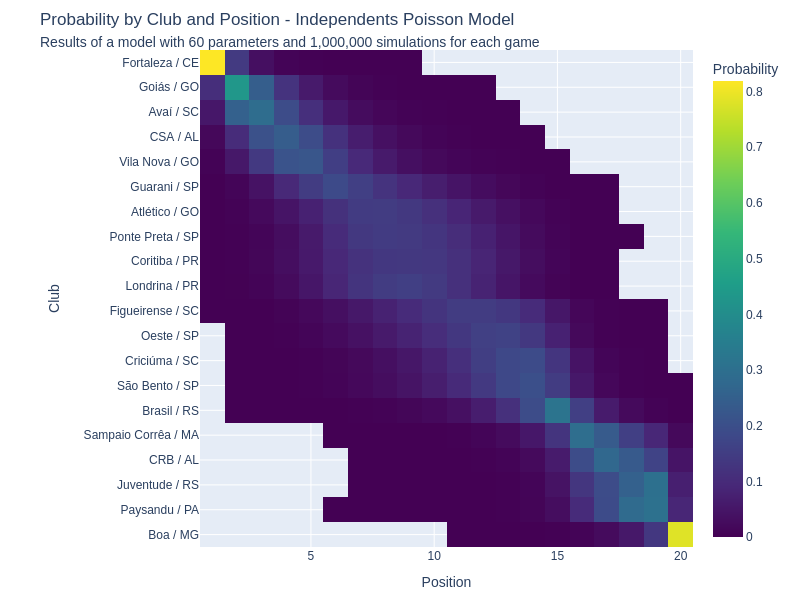 Probability by Club and Position - Independents Poisson Model
Results of a model with 60 parameters and 1,000,000 simulations for each game
Probability
Fortaleza / CE
Goiás / GO
Avaí / SC
CSA / AL
Vila Nova / GO
Guarani / SP
Atlético / GO
Ponte Preta / SP
Coritiba / PR
Londrina / PR
Figueirense / SC
Oeste / SP
Criciúma / SC
São Bento / SP
Brasil / RS
Sampaio Corrêa / MA
CRB / AL
Juventude / RS
Paysandu / PA
Boa / MG
Club
5
10
15
20
Position
0.8
0.7
0.6
0.5
0.4
0.3
0.2
0.1
0